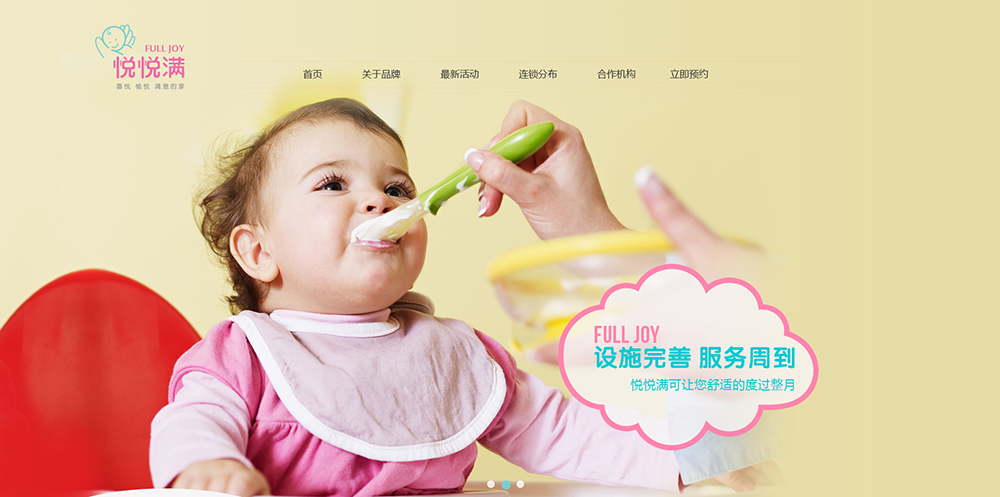 FULL JOY
悦悦满
喜悦 愉悦 满意的家
首页 关于品牌 最新活动 连锁分布 合作机构 立即预约
FULL JOY
设施完善 服务周到
悦悦满可让您舒适的度过整月